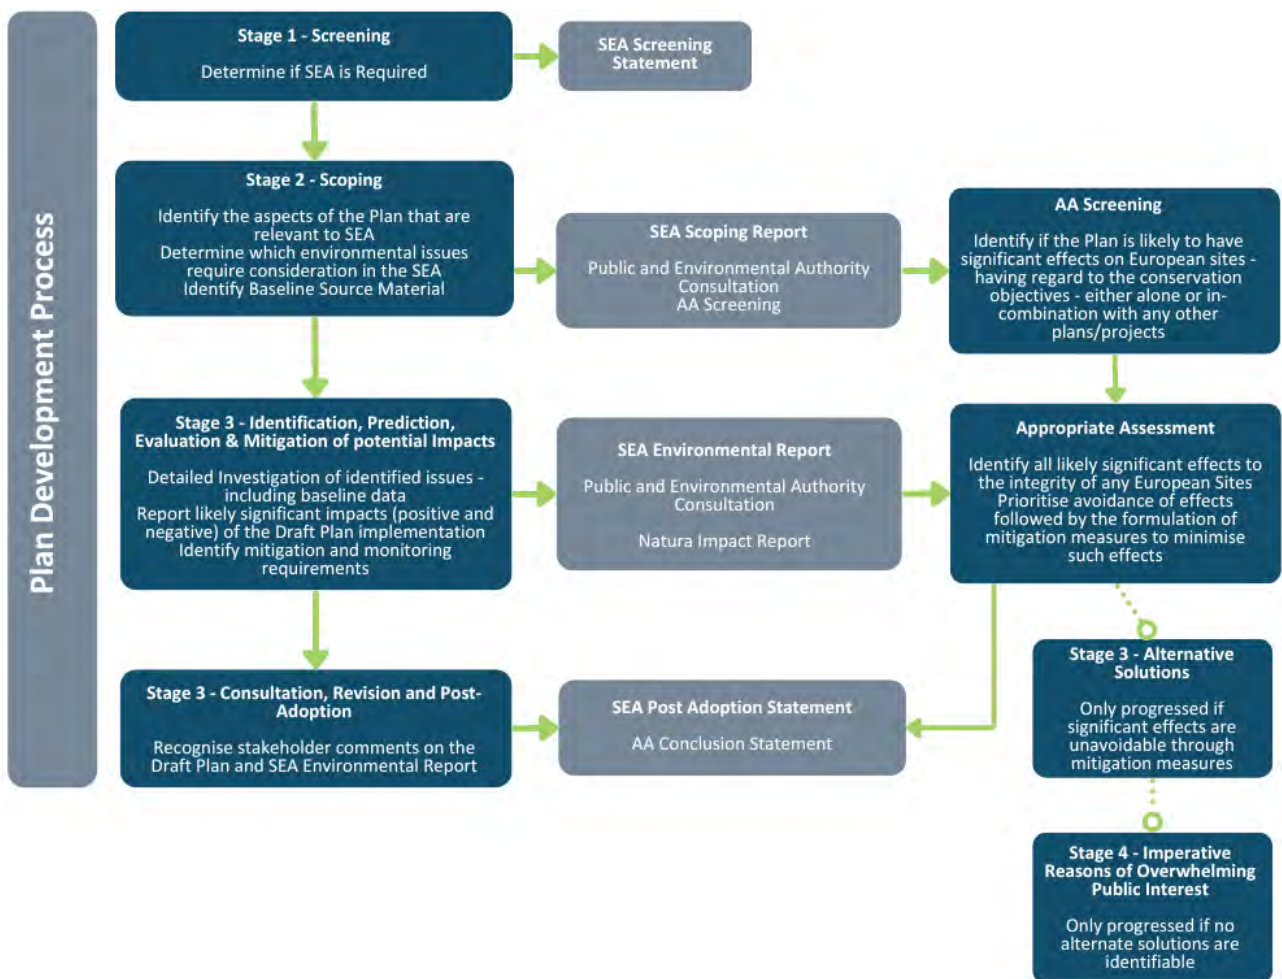 Plan Development Process
Stage 1 - Screening
Determine if SEA is Required
SEA Screening
Statement
Stage 2 - Scoping
Identify the aspects of the Plan that are
relevant to SEA
Determine which environmental issues
require consideration in the SEA
Identify Baseline Source Material
SEA Scoping Report
Public and Environmental Authority
Consultation
AA Screening
AA Screening
Identify if the Plan is likely to have
significant effects on European sites -
having regard to the conservation
objectives - either alone or in-
combination with any other
plans/projects
Stage 3 - Identification, Prediction,
Evaluation & Mitigation of potential Impacts
Detailed Investigation of identified issues -
including baseline data
Report likely significant impacts (positive and
negative) of the Draft Plan implementation
Identify mitigation and monitoring
requirements
SEA Environmental Report
Public and Environmental Authority
Consultation
Natura Impact Report
Appropriate Assessment
Identify all likely significant effects to
the integrity of any European Sites
Prioritise avoidance of effects
followed by the formulation of
mitigation measures to minimise
such effects
Stage 3 - Consultation, Revision and Post-
Adoption
Recognise stakeholder comments on the
Draft Plan and SEA Environmental Report
SEA Post Adoption Statement
AA Conclusion Statement
Stage 3 - Alternative
Solutions
Only progressed if
significant effects are
unavoidable through
mitigation measures
Stage 4 - Imperative
Reasons of Overwhelming
Public Interest
Only progressed if no
alternate solutions are
identifiable